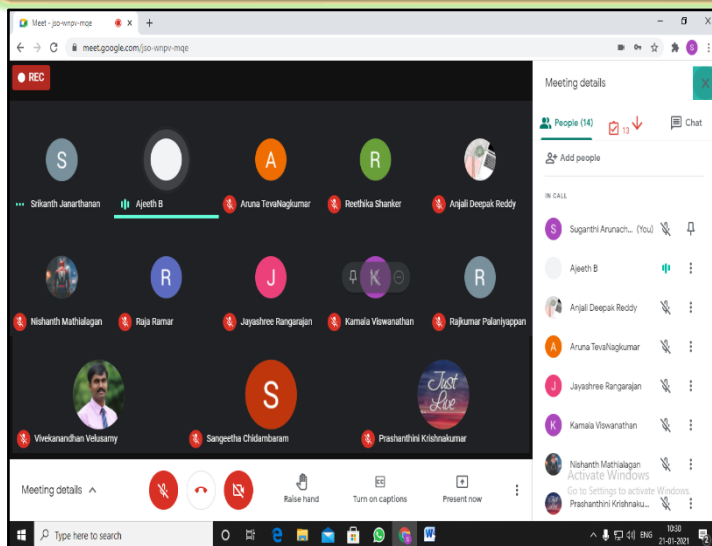 Meet - jso-wnpv-mqe
meet.google.com/jso-wnpv-mqe
REC
S
A
R
Srikanth Janarthanan
Ajeeth B
Aruna TevaNagkumar
Reethika Shanker
Anjali Deepak Reddy
R
J
K
R
Nishanth Mathialagan
Raja Ramar
Jayashree Rangarajan
Kamala Viswanathan
Rajkumar Palaniyappan
S
Just Live
Vivekanandhan Velusamy
Sangeetha Chidambaram
Prashanthini Krishnakumar
Meeting details
Raise hand
CC
Turn on captions
Present now
Meeting details
People (14)
13
Chat
Add people
IN CALL
S
Suganthi Arunach... (You)
Ajeeth B
Anjali Deepak Reddy
A
Aruna TevaNagkumar
J
Jayashree Rangarajan
K
Kamala Viswanathan
Nishanth Mathialagan
Activate Windows
Go to Settings to activate Windows.
Prashanthini Krishnaku...
Type here to search
ENG
10:30
21-01-2021